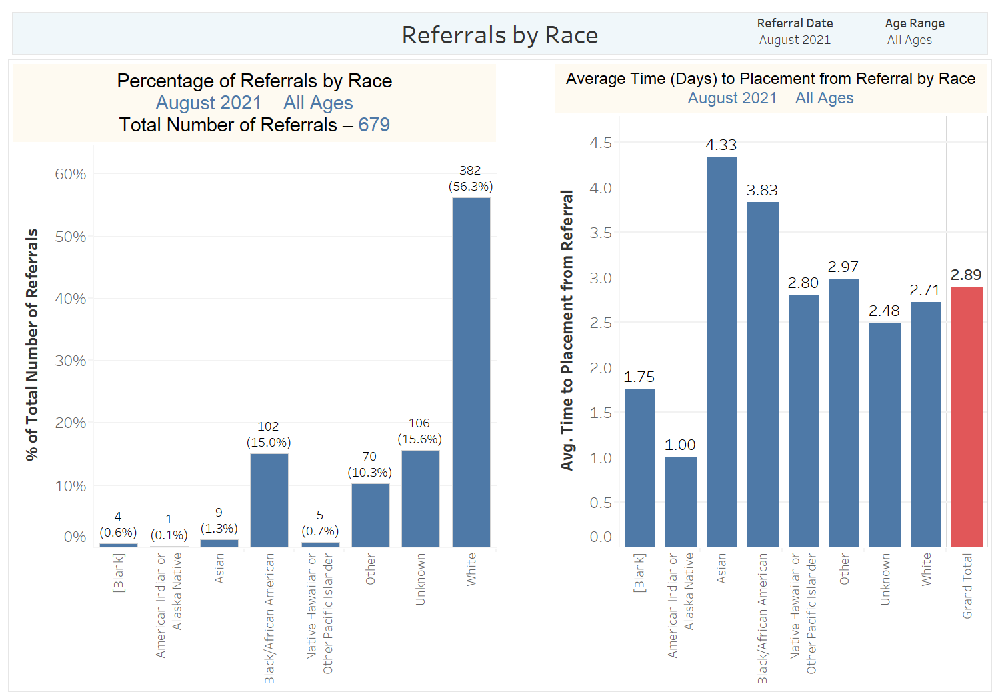 Referrals by Race
Referral Date
August 2021
Age Range
All Ages
Percentage of Referrals by Race
August 2021 All Ages
Total Number of Referrals – 679
% of Total Number of Referrals
60%
50%
40%
30%
20%
10%
0%
4
(0.6%)
1
(0.1%)
9
(1.3%)
102
(15.0%)
5
(0.7%)
70
(10.3%)
106
(15.6%)
382
(56.3%)
[Blank]
American Indian or
Alaska Native
Asian
Black/African American
Native Hawaiian or
Other Pacific Islander
Other
Unknown
White
Average Time (Days) to Placement from Referral by Race
August 2021 All Ages
Avg. Time to Placement from Referral
4.5
4.0
3.5
3.0
2.5
2.0
1.5
1.0
0.5
0.0
1.75
1.00
4.33
3.83
2.80
2.97
2.48
2.71
2.89
[Blank]
American Indian or
Alaska Native
Asian
Black/African American
Native Hawaiian or
Other Pacific Islander
Other
Unknown
White
Grand Total